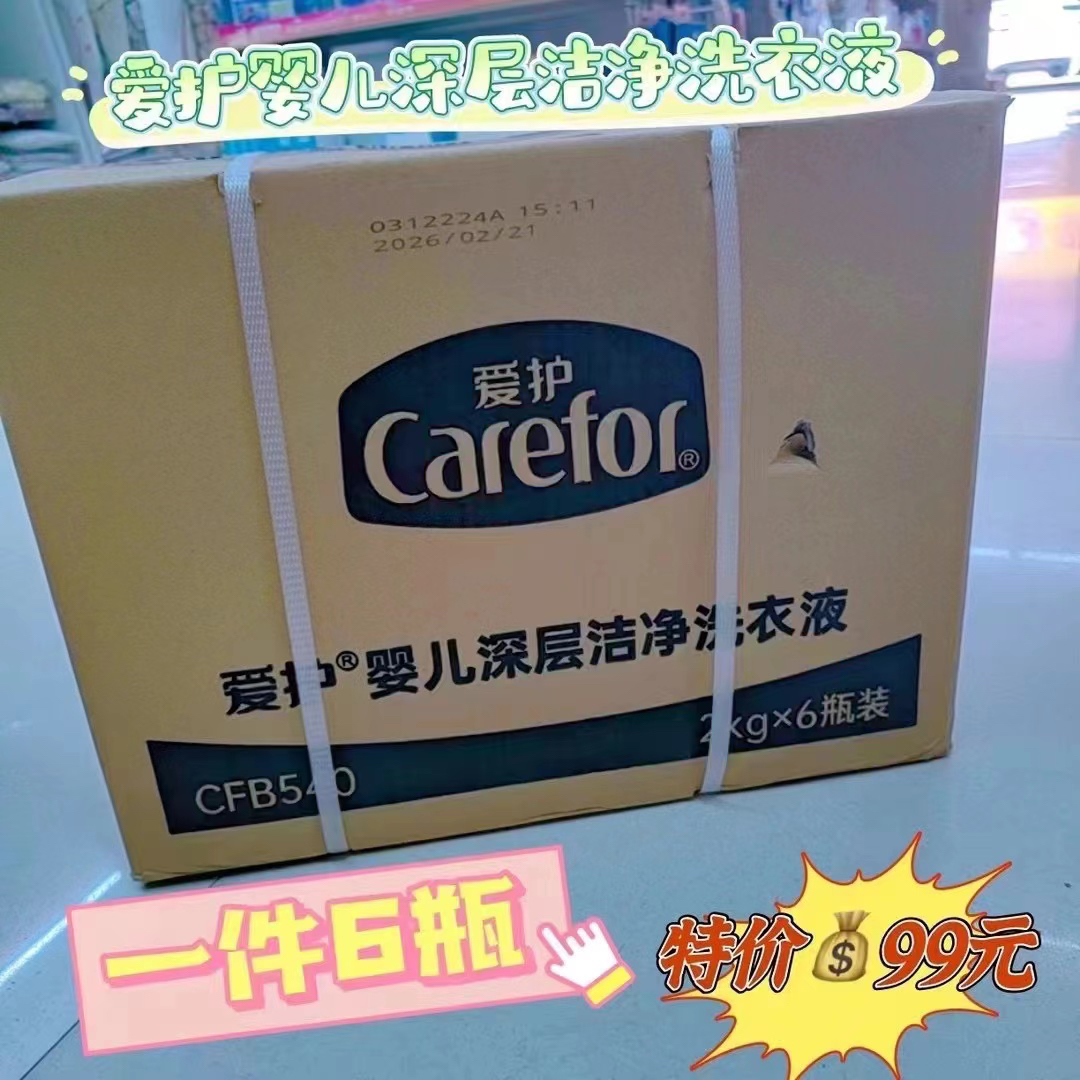 爱护婴儿深层洁净洗衣液
0312224A 15:11
2026/02/21
爱护
Carefor®
爱护®婴儿深层洁净洗衣液
2kg×6瓶装
CFB540
一件6瓶
特价💰99元